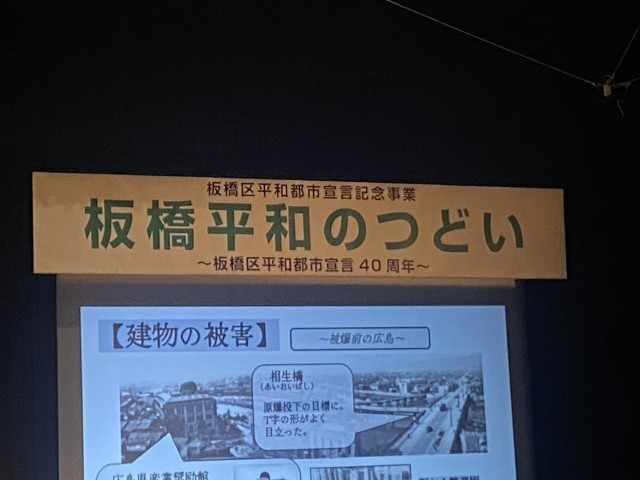 板橋区平和都市宣言記念事業
板橋平和のつどい
～板橋区平和都市宣言40周年～
【建物の被害】
～被爆前の広島～
相生橋
(あいおいばし)
原爆投下の目標に。
T字の形がよく
目立った。
広島県産業奨励館